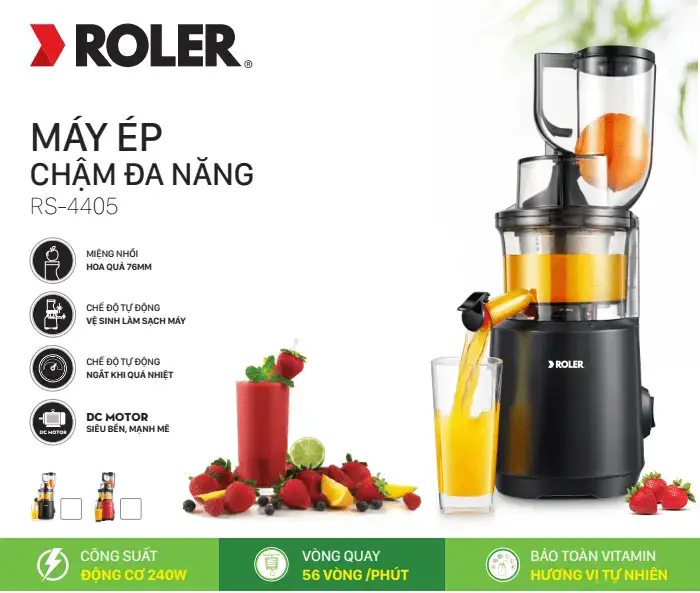 ROLER®
MÁY ÉP
CHẬM ĐA NĂNG
RS-4405
MIỆNG NHỒI
HOA QUẢ 76MM
CHẾ ĐỘ TỰ ĐỘNG
VỆ SINH LÀM SẠCH MÁY
CHẾ ĐỘ TỰ ĐỘNG
NGẮT KHI QUÁ NHIỆT
DC MOTOR
DC MOTOR
SIÊU BỀN, MẠNH MẼ
ROLER
CÔNG SUẤT
ĐỘNG CƠ 240W
VÒNG QUAY
56 VÒNG /PHÚT
BẢO TOÀN VITAMIN
HƯƠNG VỊ TỰ NHIÊN